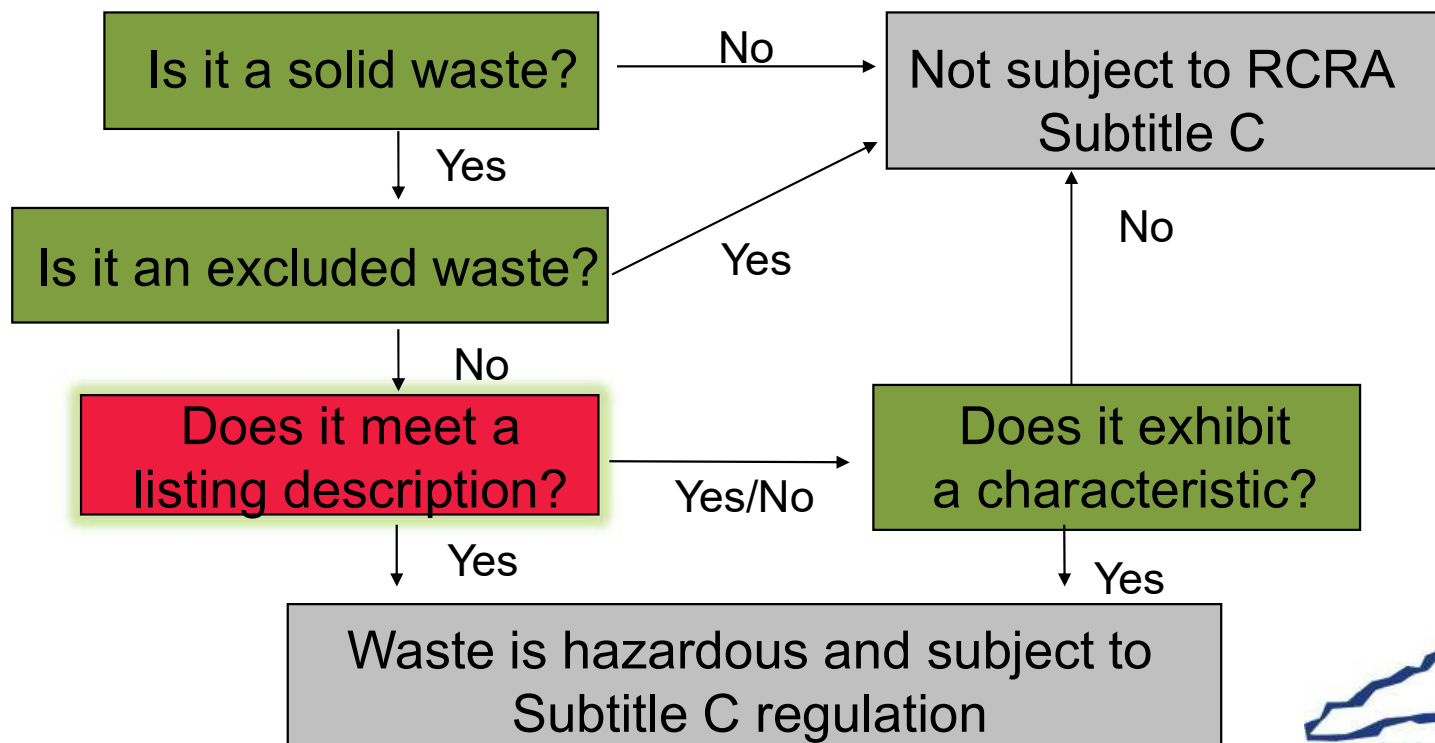 Is it a solid waste?
No
Not subject to RCRA
Subtitle C
Yes
Is it an excluded waste?
Yes
No
No
Does it meet a
listing description?
Yes/No
Does it exhibit
a characteristic?
Yes
Yes
Waste is hazardous and subject to
Subtitle C regulation